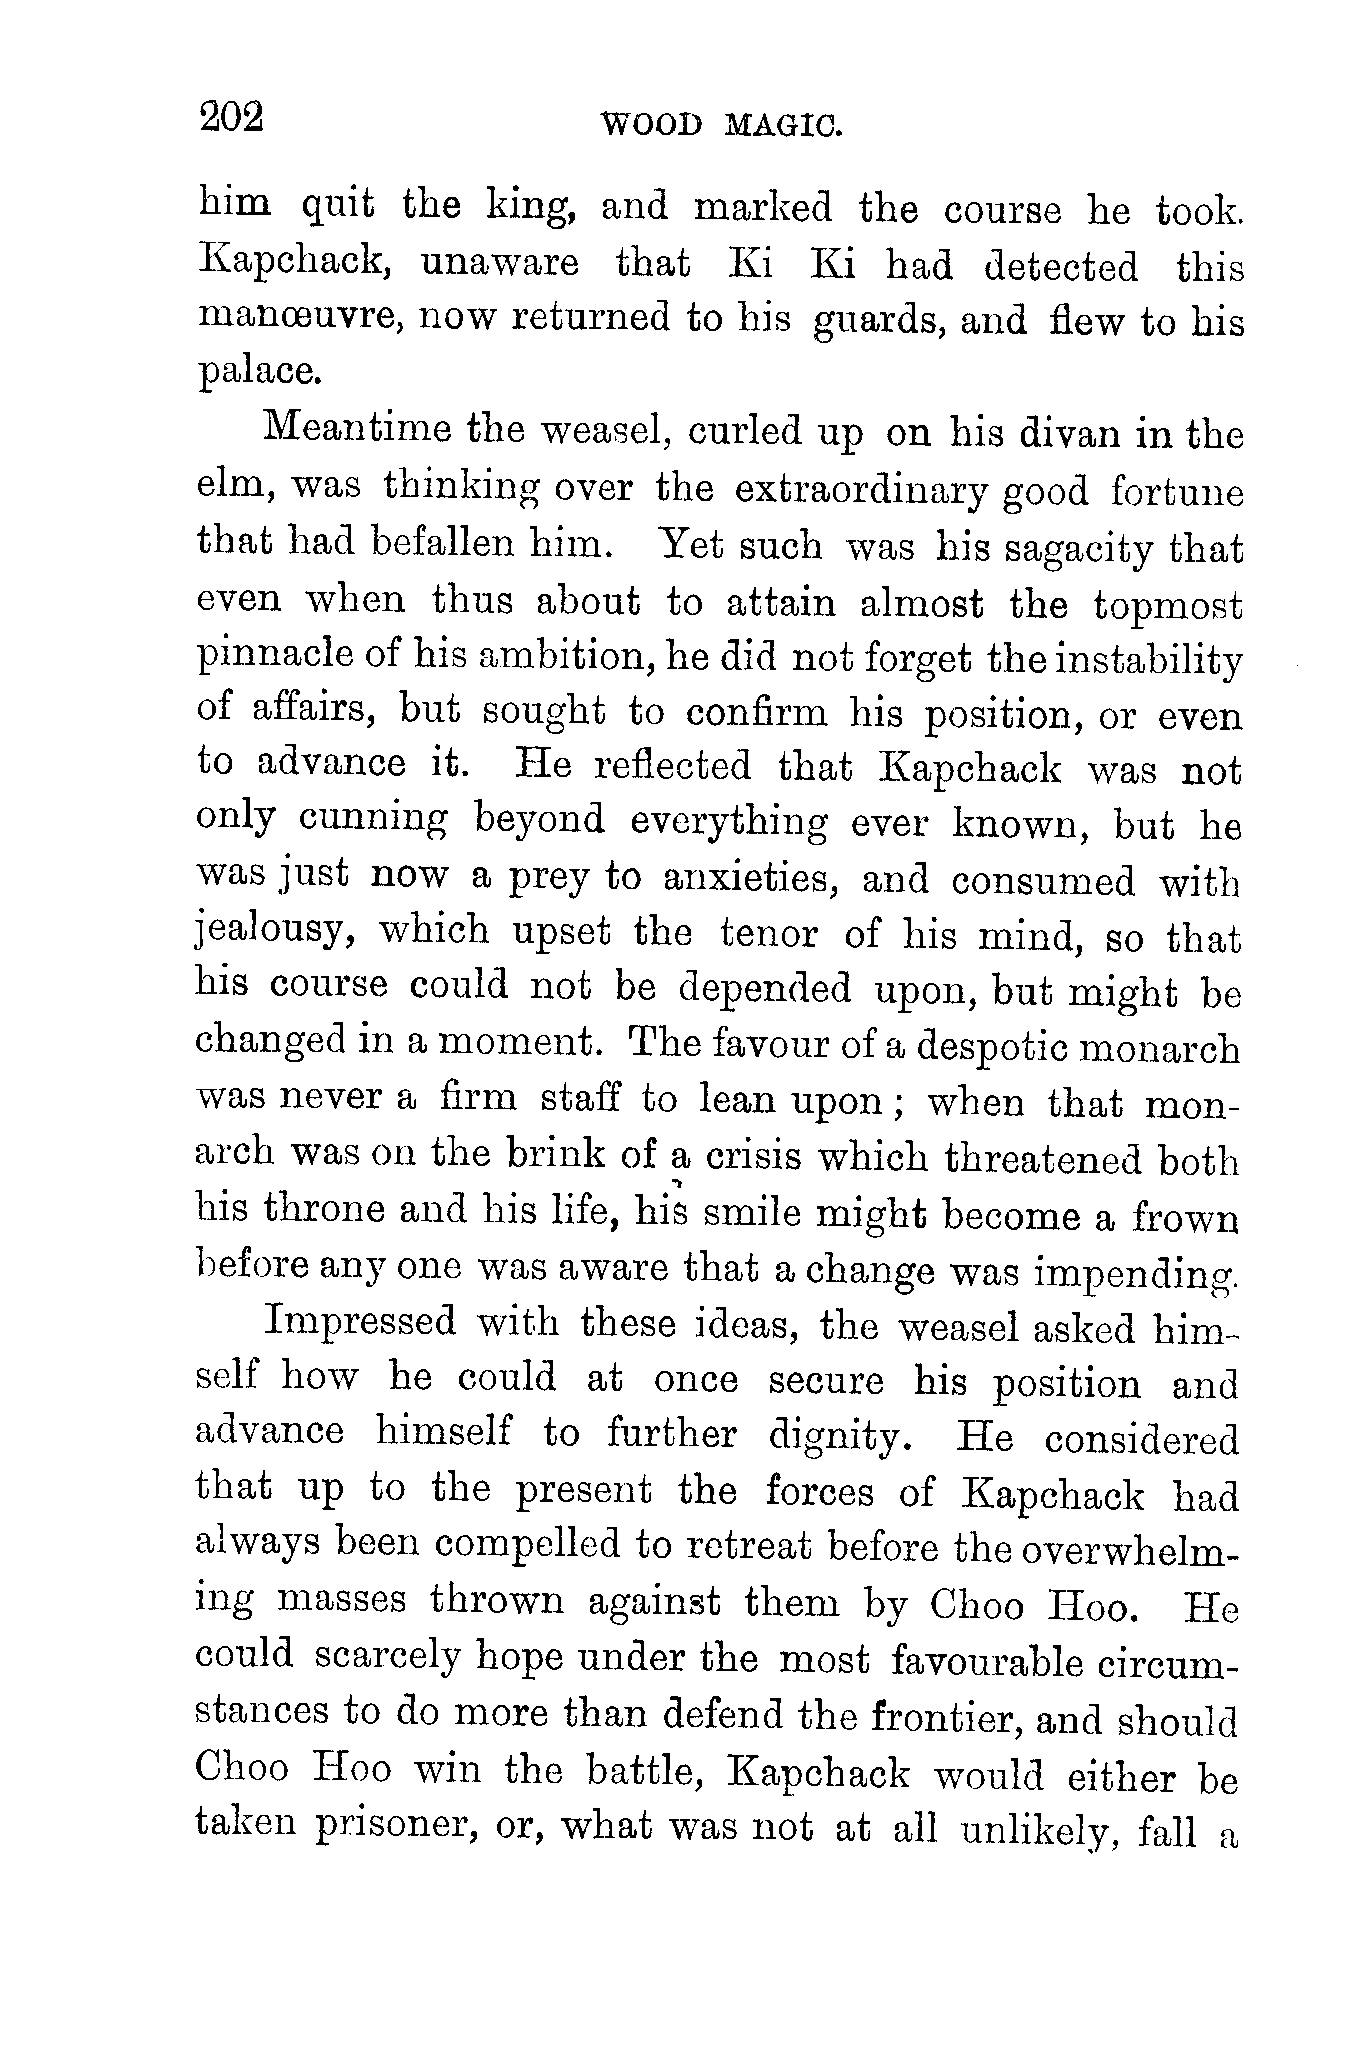 202 WOOD MAGIC.
him quit the king, and marked the course he took.
Kapchack, unaware that Ki Ki had detected this
manœuvre, now returned to his guards, and flew to his
palace.
Meantime the weasel, curled up on his divan in the
elm, was thinking over the extraordinary good fortune
that had befallen him. Yet such was his sagacity that
even when thus about to attain almost the topmost
pinnacle of his ambition, he did not forget the instability
of affairs, but sought to confirm his position, or even
to advance it. He reflected that Kapchack was not
only cunning beyond everything ever known, but he
was just now a prey to anxieties, and consumed with
jealousy, which upset the tenor of his mind, so that
his course could not be depended upon, but might be
changed in a moment. The favour of a despotic monarch
was never a firm staff to lean upon ; when that mon-
arch was on the brink of a crisis which threatened both
his throne and his life, his smile might become a frown
before any one was aware that a change was impending.
Impressed with these ideas, the weasel asked him-
self how he could at once secure his position and
advance himself to further dignity. He considered
that up to the present the forces of Kapchack had
always been compelled to retreat before the overwhelm-
ing masses thrown against them by Choo Hoo. He
could scarcely hope under the most favourable circum-
stances to do more than defend the frontier, and should
Choo Hoo win the battle, Kapchack would either be
taken prisoner, or, what was not at all unlikely, fall a